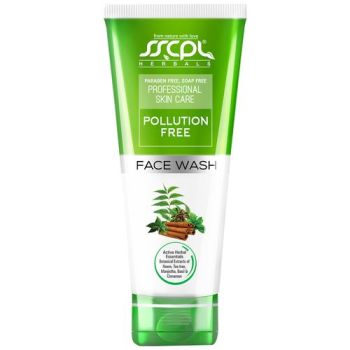 from nature with love
SSCPL
HERBALS
PARABEN FREE, SOAP FREE
PROFESSIONAL
SKIN CARE
POLLUTION
FREE
FACE WASH
Active Herbal
Essentials
Botanical Extracts of
Neem, Tea tree,
Manjistha, Basil &
Cinnamon